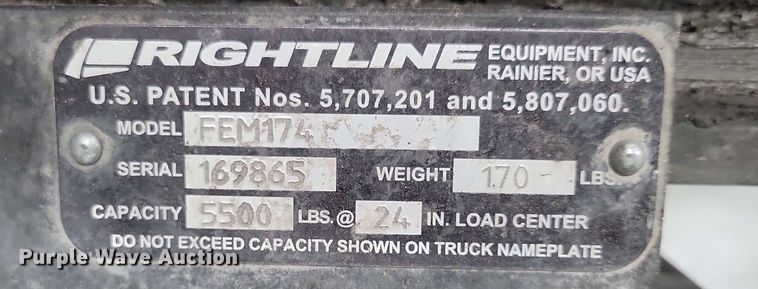 RIGHTLINE EQUIPMENT, INC.
RAINIER, OR USA
U.S. PATENT Nos. 5,707,201 and 5,807,060.
MODEL
SERIAL 169865 WEIGHT 170 LBS.
CAPACITY 5500 LBS.@ 24 IN. LOAD CENTER
DO NOT EXCEED CAPACITY SHOWN ON TRUCK NAMEPLATE
Purple Wave Auction